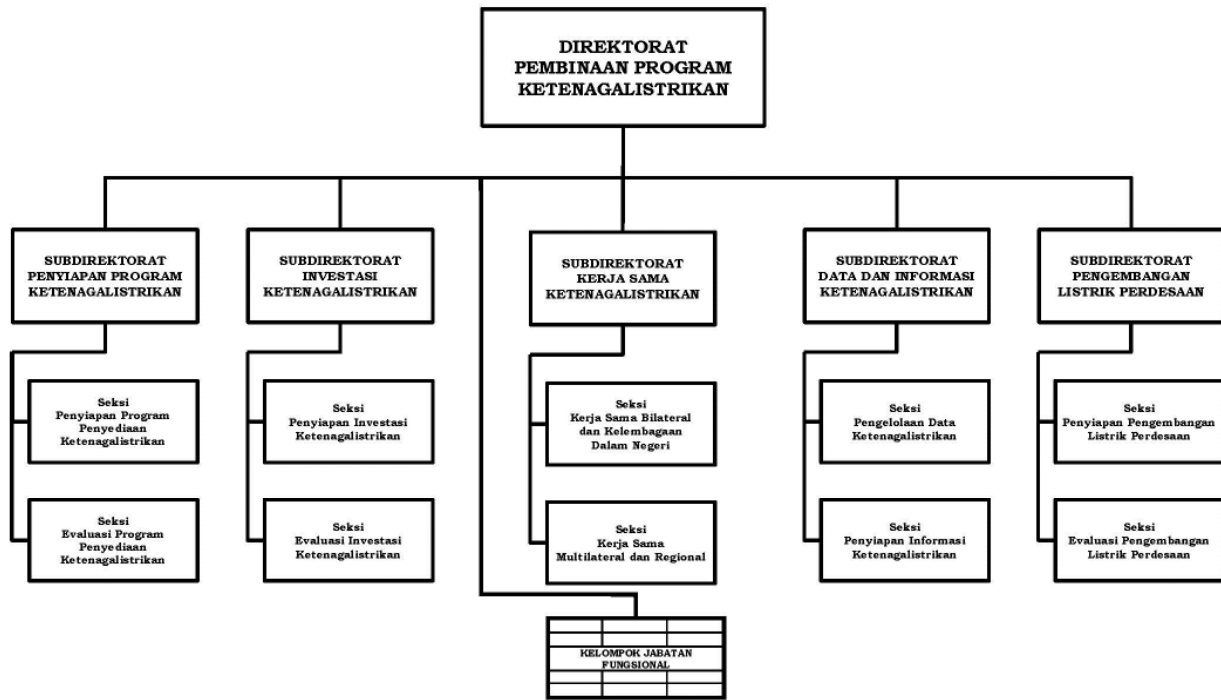 DIREKTORAT
PEMBINAAN PROGRAM
KETENAGALISTRIKAN
SUBDIREKTORAT
PENYIAPAN PROGRAM
KETENAGALISTRIKAN
SUBDIREKTORAT
INVESTASI
KETENAGALISTRIKAN
SUBDIREKTORAT
KERJA SAMA
KETENAGALISTRIKAN
SUBDIREKTORAT
DATA DAN INFORMASI
KETENAGALISTRIKAN
SUBDIREKTORAT
PENGEMBANGAN
LISTRIK PERDESAAN
Seksi
Penyiapan Program
Penyediaan
Ketenagalistrikan
Seksi
Penyiapan Investasi
Ketenagalistrikan
Seksi
Kerja Sama Bilateral
dan Kelembagaan
Dalam Negeri
Seksi
Pengelolaan Data
Ketenagalistrikan
Seksi
Penyiapan Pengembangan
Listrik Perdesaan
Seksi
Evaluasi Program
Penyediaan
Ketenagalistrikan
Seksi
Evaluasi Investasi
Ketenagalistrikan
Seksi
Kerja Sama
Multilateral dan Regional
Seksi
Penyiapan Informasi
Ketenagalistrikan
Seksi
Evaluasi Pengembangan
Listrik Perdesaan
KELOMPOK JABATAN
FUNGSIONAL